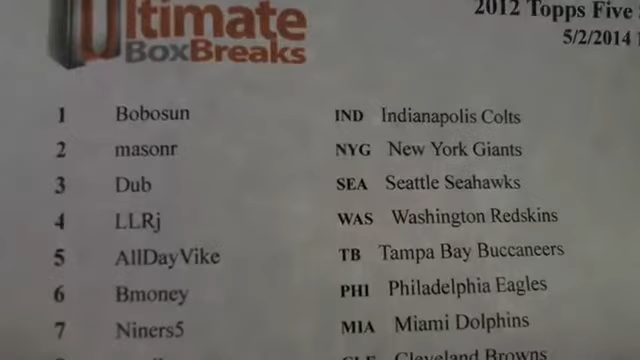 Ultimate
BoxBreaks
2012 Topps Five
5/2/2014
1 Bobosun IND Indianapolis Colts
2 masonr NYG New York Giants
3 Dub SEA Seattle Seahawks
4 LLRj WAS Washington Redskins
5 AllDayVike TB Tampa Bay Buccaneers
6 Bmoney PHI Philadelphia Eagles
7 Niners5 MIA Miami Dolphins
CLE Cleveland Browns